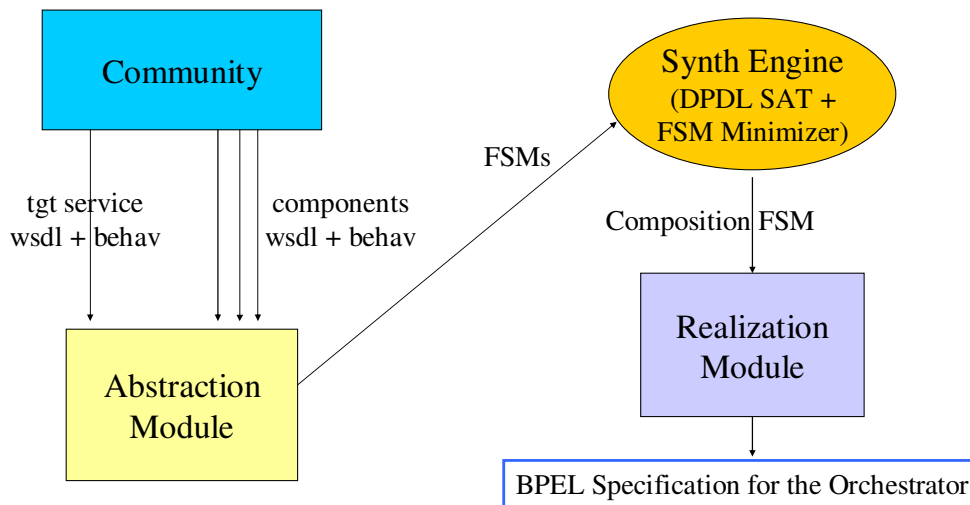 Community
tgt service
wsdl + behav
components
wsdl + behav
Abstraction
Module
FSMs
Synth Engine
(DPDL SAT +
FSM Minimizer)
Composition FSM
Realization
Module
BPEL Specification for the Orchestrator